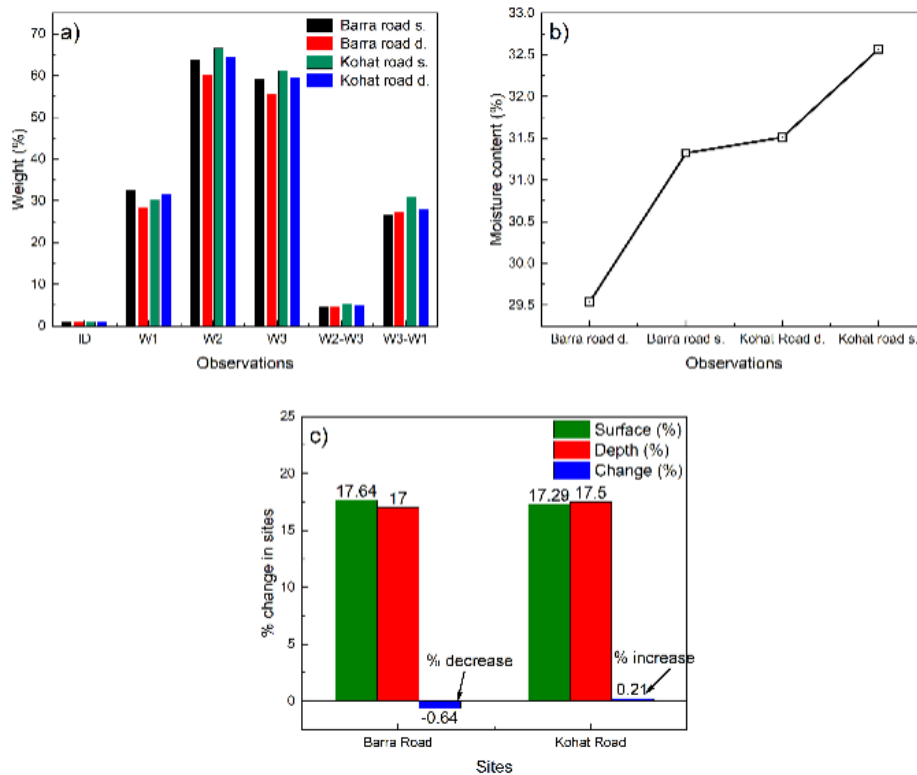 a)
Barra road s.
Barra road d.
Kohat road s.
Kohat road d.
70
60
50
40
30
20
10
0
Weight (%)
ID W1 W2 W3 W2-W3 W3-W1
Observations
b)
33.0
32.5
32.0
31.5
31.0
30.5
30.0
29.5
Moisture content (%)
Barra road d. Barra road s. Kohat Road d. Kohat road s.
Observations
c)
Surface (%)
Depth (%)
Change (%)
25
20
15
10
5
0
% change in sites
17.64 17 17.29 17.5
% decrease % increase
-0.64 0.21
Barra Road Kohat Road
Sites